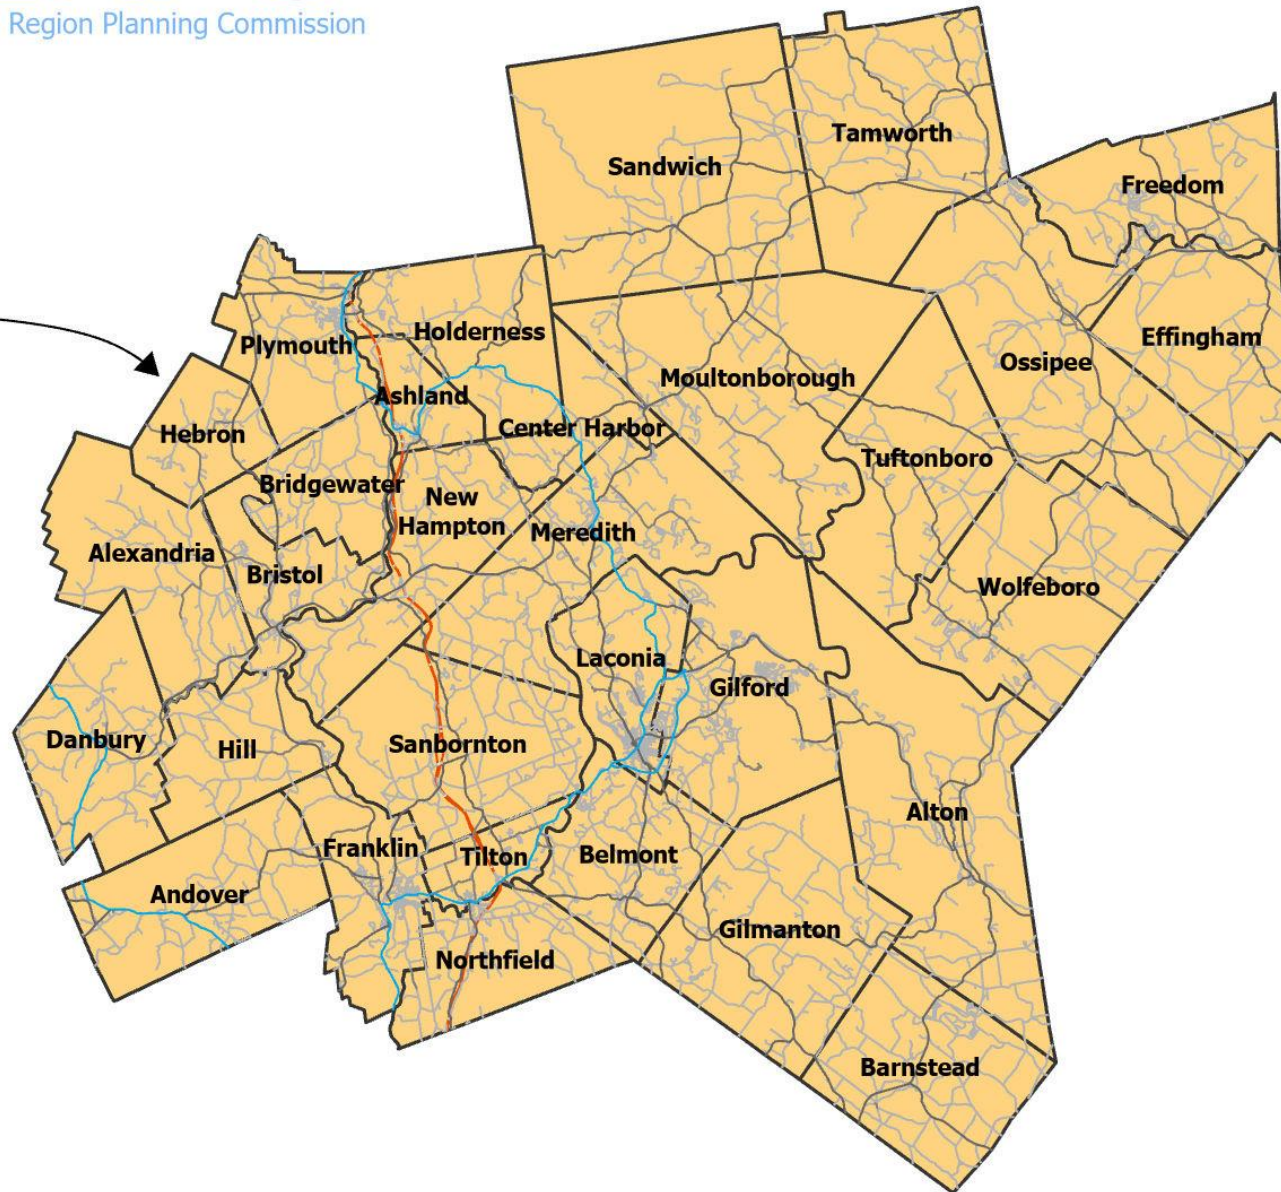 Region Planning Commission
Tamworth
Sandwich
Freedom
Holderness
Effingham
Plymouth
Ossipee
Moultonborough
Ashland
Center Harbor
Hebron
Tuftonboro
Bridgewater
New
Hampton
Meredith
Alexandria
Bristol
Wolfeboro
Laconia
Gilford
Danbury
Hill
Sanbornton
Alton
Franklin
Tilton
Belmont
Andover
Gilmanton
Northfield
Barnstead